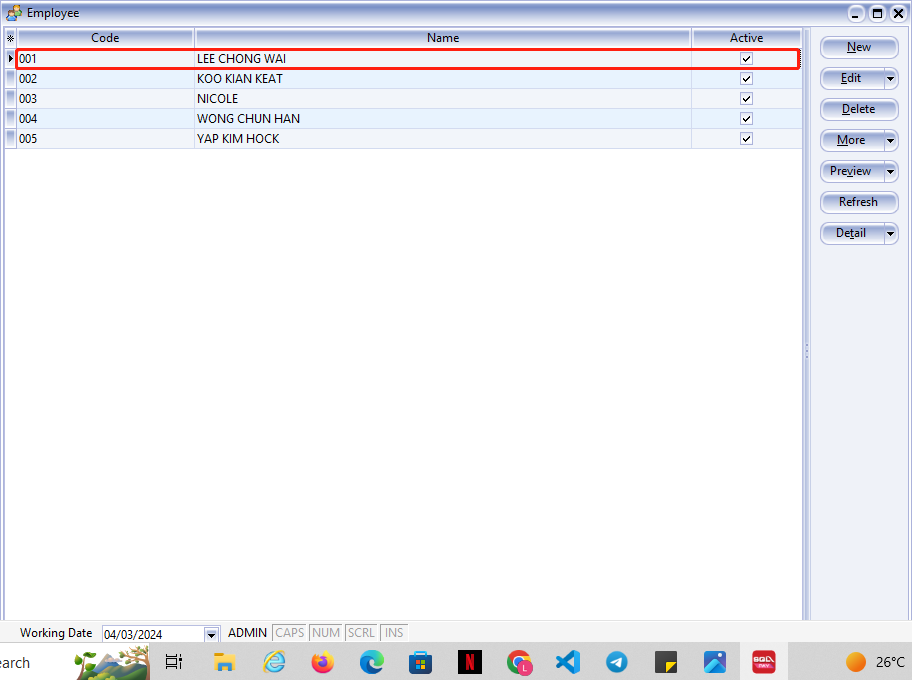 Employee
Code Name Active
001 LEE CHONG WAI
002 KOO KIAN KEAT
003 NICOLE
004 WONG CHUN HAN
005 YAP KIM HOCK
New
Edit
Delete
More
Preview
Refresh
Detail
Working Date 04/03/2024 ADMIN CAPS NUM SCRL INS
earch N L 26°C